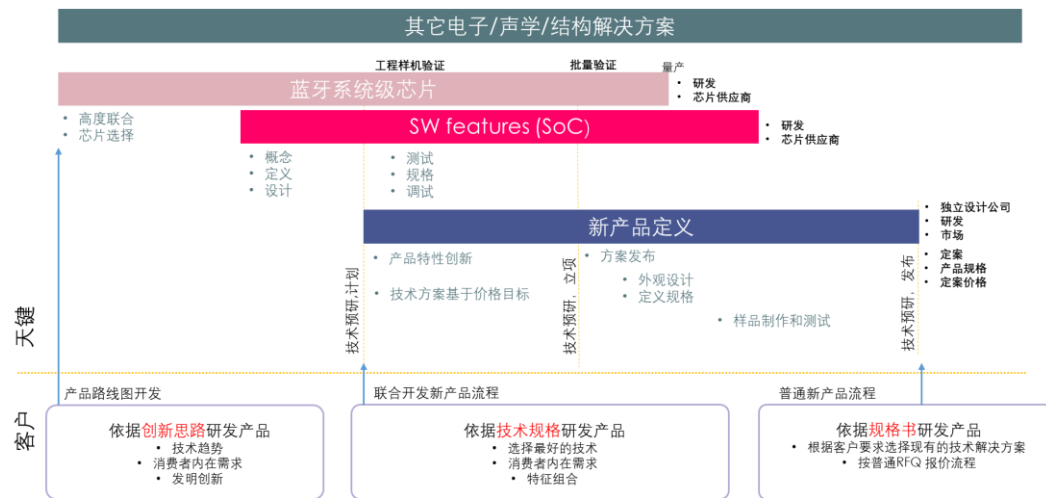 其它电子/声学/结构解决方案
工程样机验证
批量验证
量产
蓝牙系统级芯片
• 研发
• 芯片供应商
• 高度联合
• 芯片选择
SW features (SoC)
• 研发
• 芯片供应商
• 概念
• 定义
• 设计
• 测试
• 规格
• 调试
新产品定义
• 独立设计公司
• 研发
• 市场
• 定案
• 产品规格
• 定案价格
技术预研,计划
• 产品特性创新
• 技术方案基于价格目标
技术预研，立项
• 方案发布
• 外观设计
• 定义规格
• 样品制作和测试
技术预研，发布
天键
产品路线图开发
联合开发新产品流程
普通新产品流程
客户
依据创新思路研发产品
• 技术趋势
• 消费者内在需求
• 发明创新
依据技术规格研发产品
• 选择最好的技术
• 消费者内在需求
• 特征组合
依据规格书研发产品
• 根据客户要求选择现有的技术解决方案
• 按普通RFQ 报价流程